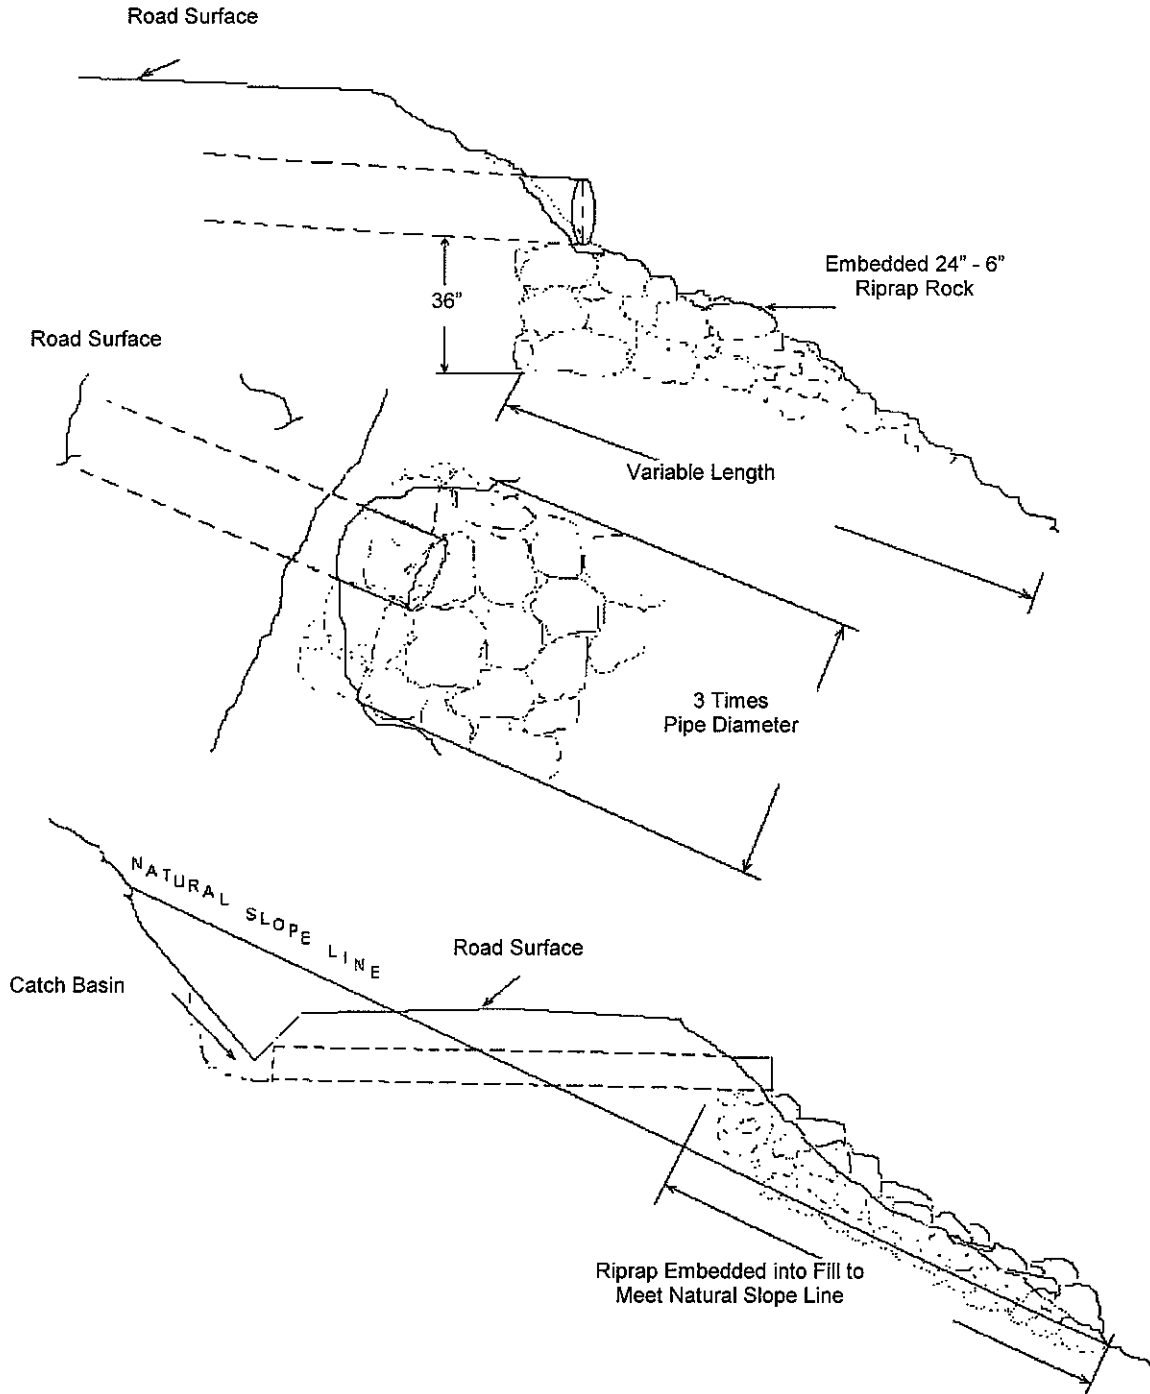 Road Surface
Embedded 24" - 6"
Riprap Rock
36"
Road Surface
Variable Length
3 Times
Pipe Diameter
NATURAL SLOPE LINE
Road Surface
Catch Basin
Riprap Embedded into Fill to
Meet Natural Slope Line